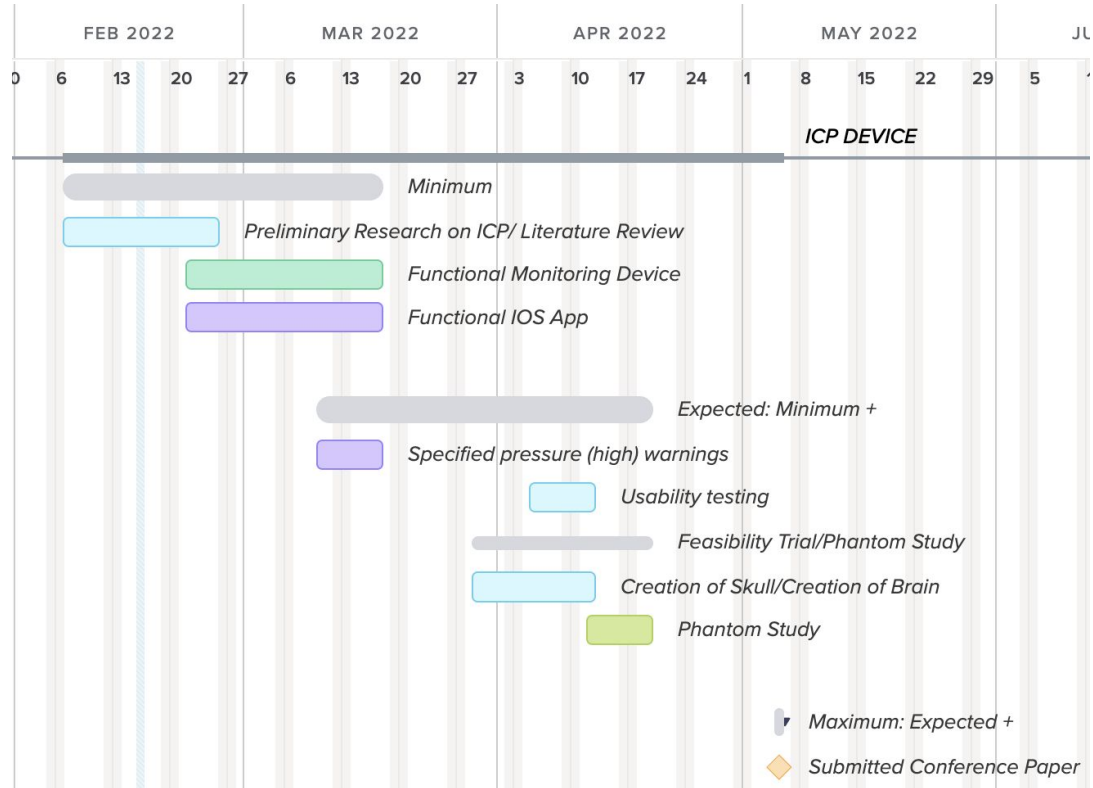 FEB 2022 MAR 2022 APR 2022 MAY 2022 JU
0 6 13 20 27 6 13 20 27 3 10 17 24 1 8 15 22 29 5
ICP DEVICE
Minimum
Preliminary Research on ICP/ Literature Review
Functional Monitoring Device
Functional IOS App
Expected: Minimum +
Specified pressure (high) warnings
Usability testing
Feasibility Trial/Phantom Study
Creation of Skull/Creation of Brain
Phantom Study
Maximum: Expected +
Submitted Conference Paper